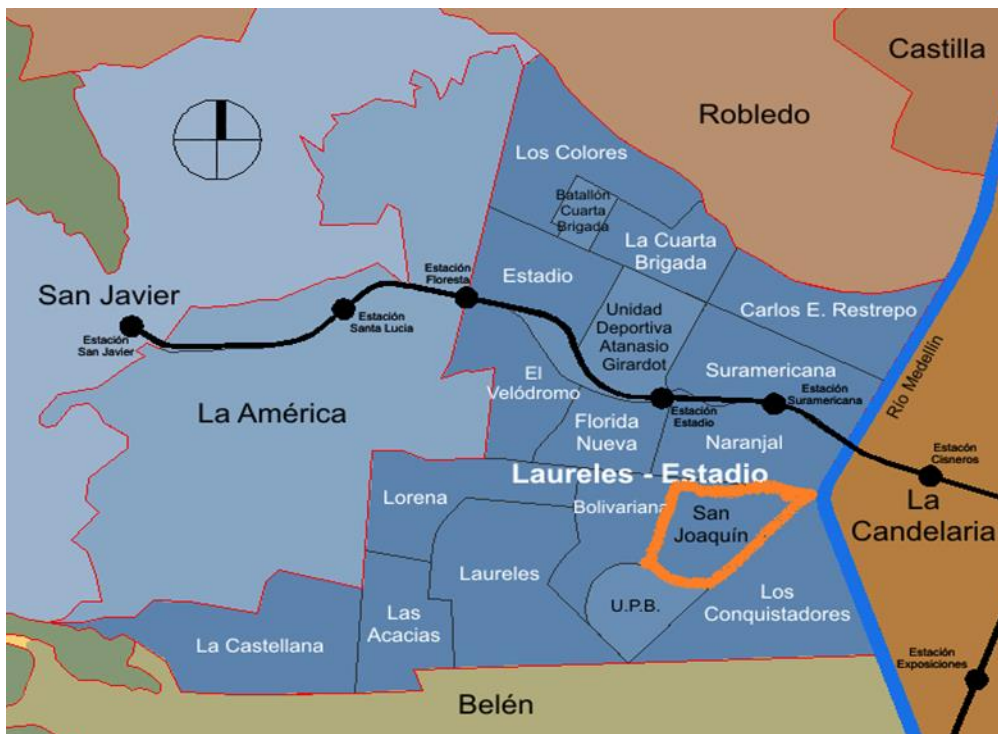 Castilla
Robledo
Los Colores
Batallón
Cuarta
Brigada
La Cuarta
Brigada
Estación
Floresta
Estadio
San Javier
Estación
San Javier
Estación
Santa Lucia
Unidad
Deportiva
Atanasio
Girardot
Carlos E. Restrepo
Río Medellín
El
Velódromo
Suramericana
Estación
Suramericana
La América
Florida
Nueva
Estación
Estadio
Naranjal
Estacón
Cisneros
Laureles - Estadio
La
Candelaria
Lorena
Bolivariana
San
Joaquín
Laureles
U.P.B.
Los
Conquistadores
Las
Acacias
La Castellana
Estación
Exposiciones
Belén